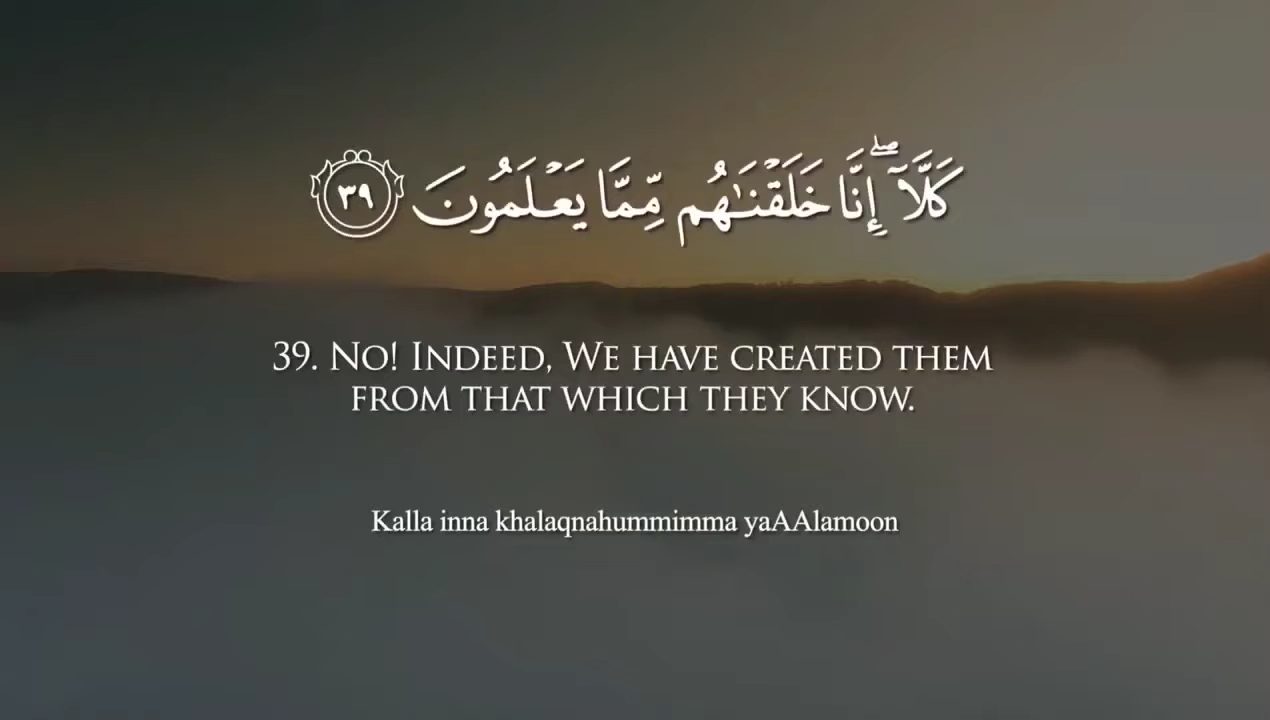 كَلَّآ ۖ إِنَّا خَلَقْنَـٰهُم مِّمَّا يَعْلَمُونَ ٣٩
39. No! Indeed, We have created them
from that which they know.
Kalla inna khalaqnahummimma yaAAlamoon